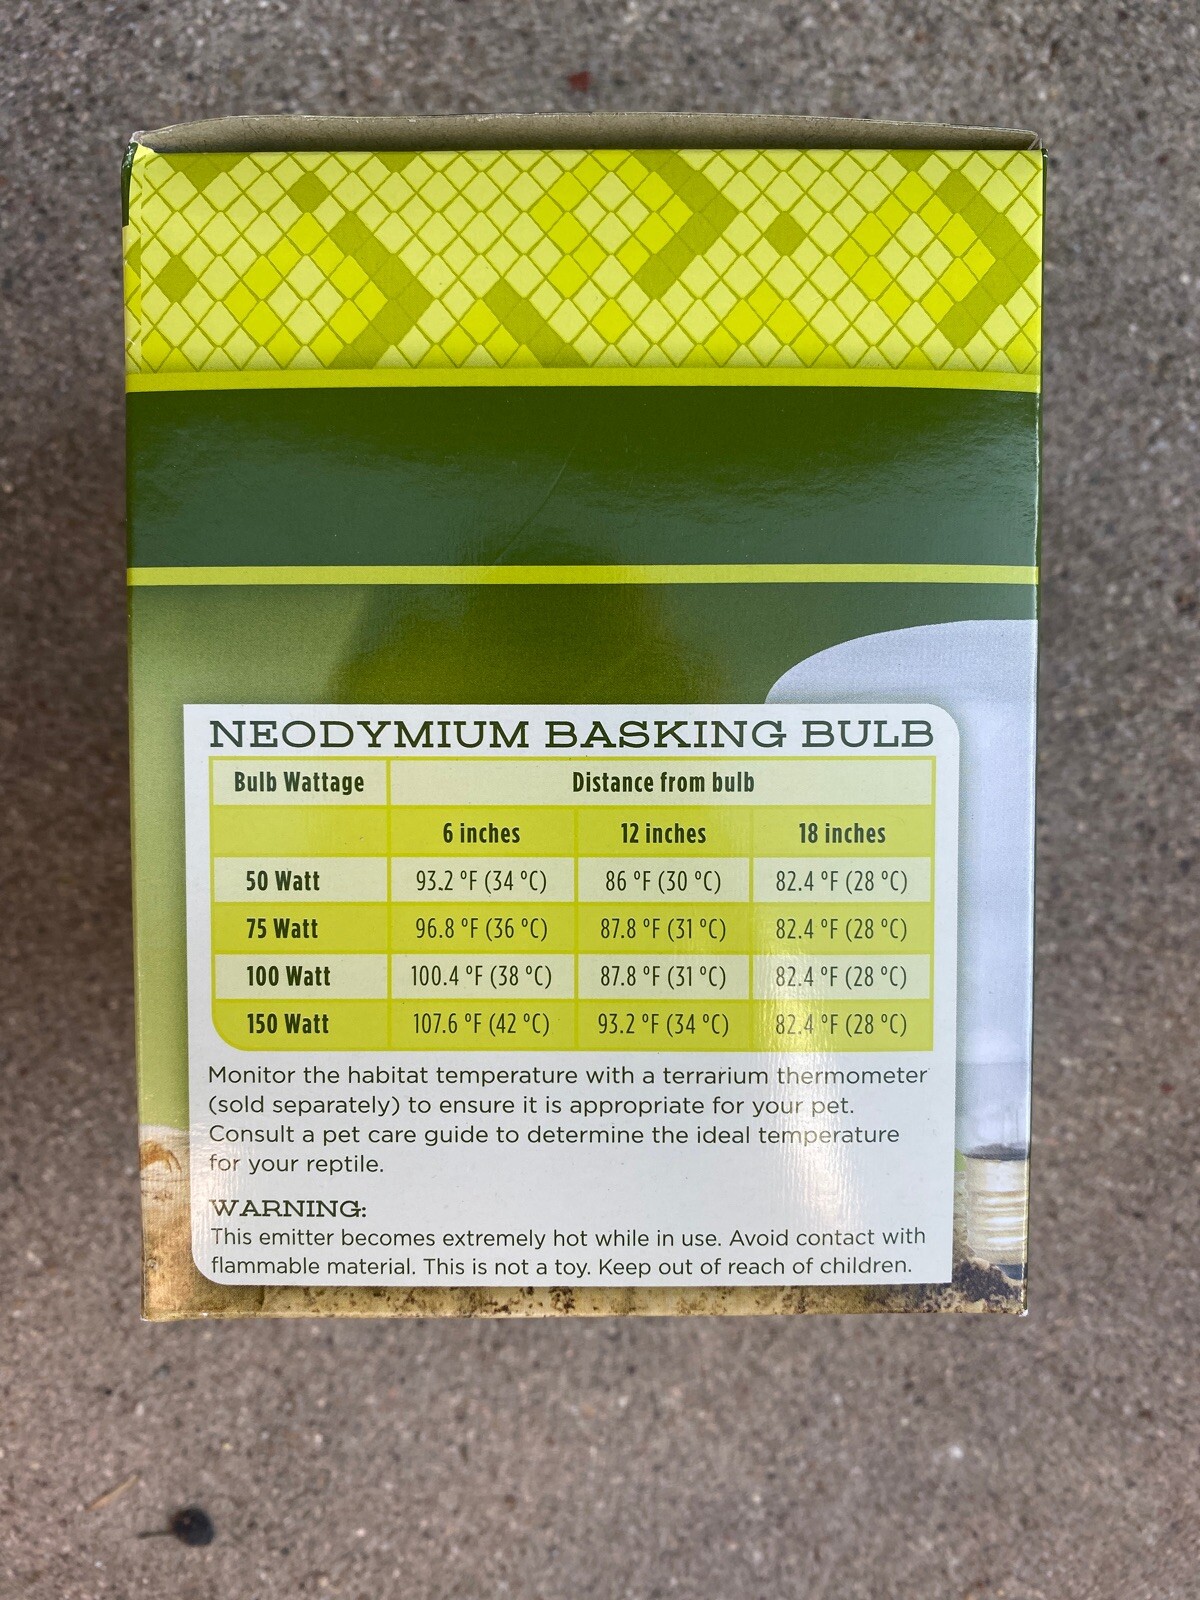 NEODYMIUM BASKING BULB
Bulb Wattage Distance from bulb
6 inches 12 inches 18 inches
50 Watt 93.2 °F (34 °C) 86 °F (30 °C) 82.4 °F (28 °C)
75 Watt 96.8 °F (36 °C) 87.8 °F (31 °C) 82.4 °F (28 °C)
100 Watt 100.4 °F (38 °C) 87.8 °F (31 °C) 82.4 °F (28 °C)
150 Watt 107.6 °F (42 °C) 93.2 °F (34 °C) 82.4 °F (28 °C)
Monitor the habitat temperature with a terrarium thermometer
(sold separately) to ensure it is appropriate for your pet.
Consult a pet care guide to determine the ideal temperature
for your reptile.
WARNING:
This emitter becomes extremely hot while in use. Avoid contact with
flammable material. This is not a toy. Keep out of reach of children.